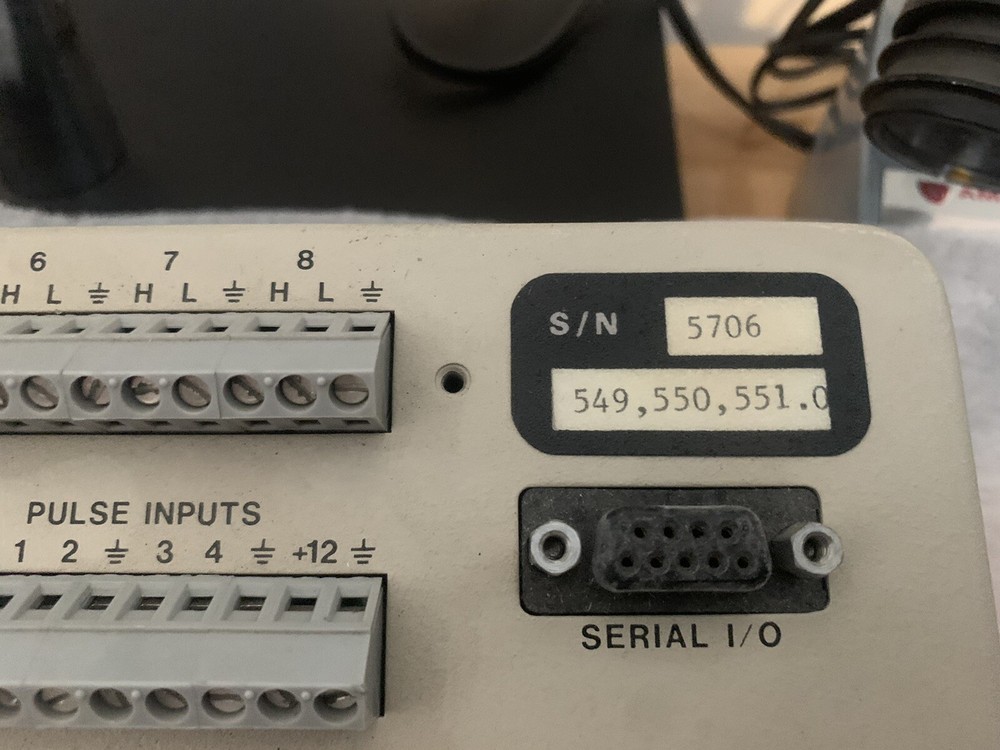 6 7 8
H L ⏚ H L ⏚ H L ⏚
S/N 5706
549,550,551.0
PULSE INPUTS
1 2 ⏚ 3 4 ⏚ +12 ⏚
SERIAL I/O